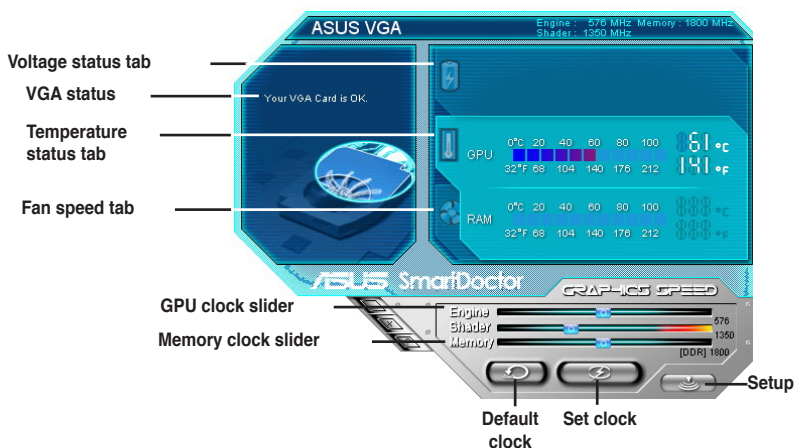 ASUS VGA
Engine : 576 MHz Memory : 1800 MHz
Shader : 1350 MHz
Voltage status tab
VGA status
Your VGA Card is OK.
Temperature
status tab
GPU
0°C 20 40 60 80 100
61 °C
32°F 68 104 140 176 212
141 °F
Fan speed tab
RAM
0°C 20 40 60 80 100
888 °C
32°F 68 104 140 176 212
888 °F
ASUS SmartDoctor
GRAPHICS SPEED
GPU clock slider
Engine
576
Shader
1350
Memory clock slider
Memory
[DDR] 1800
Setup
Default
clock
Set clock